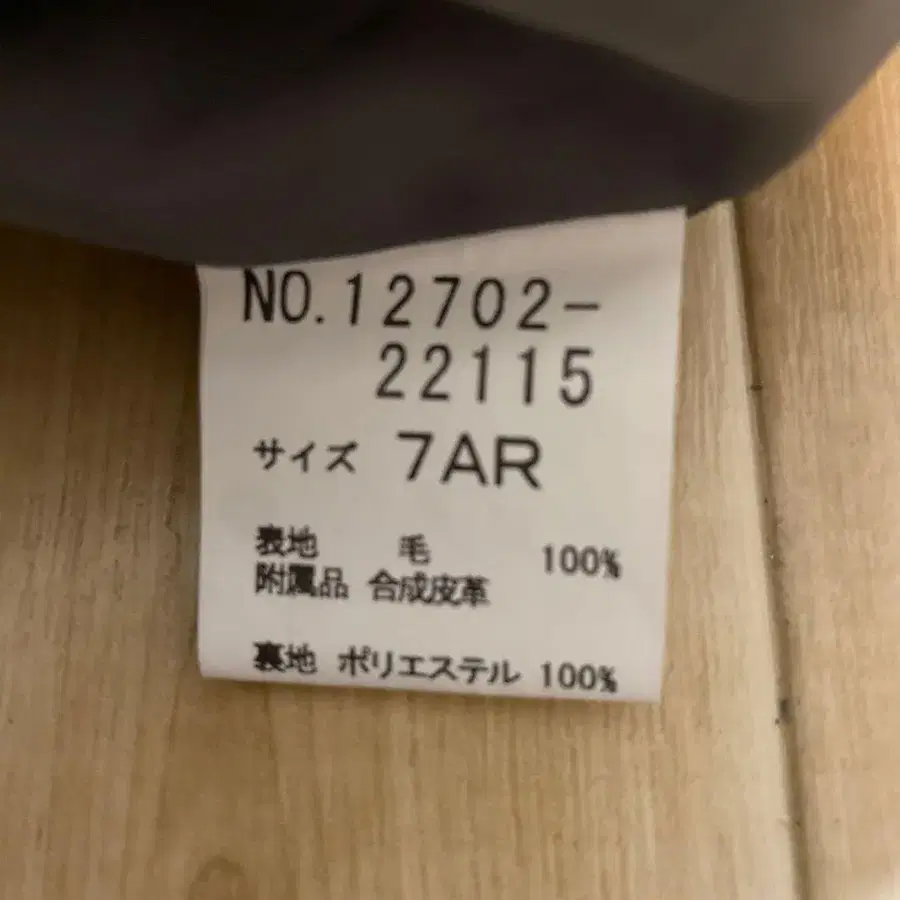 NO.12702-
22115
サイズ 7AR
表地 毛 100%
附属品 合成皮革
裏地 ポリエステル 100%